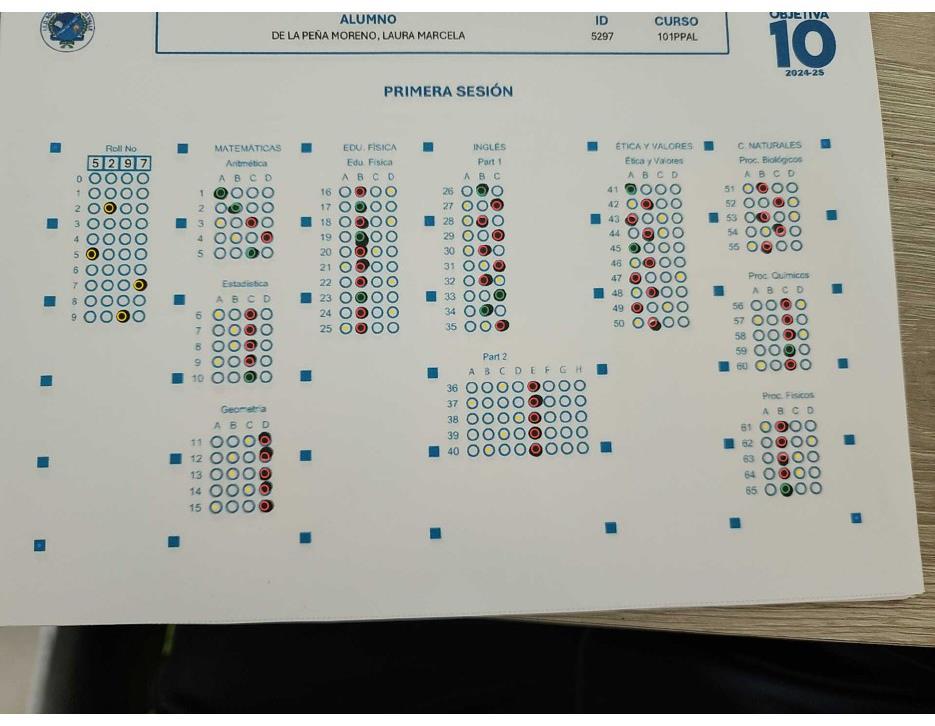 OBJETIVA
ALUMNO ID CURSO
DE LA PEÑA MORENO, LAURA MARCELA 5297 101PPAL
10
2024-25
PRIMERA SESIÓN
Roll No
5 2 9 7
0
1
2
3
4
5
6
7
8
9
MATEMÁTICAS
Aritmética
A B C D
1
2
3
4
5
Estadística
A B C D
6
7
8
9
10
Geometría
A B C D
11
12
13
14
15
EDU. FÍSICA
Edu. Física
A B C D
16
17
18
19
20
21
22
23
24
25
INGLÉS
Part 1
A B C
26
27
28
29
30
31
32
33
34
35
Part 2
A B C D E F G H
36
37
38
39
40
ÉTICA Y VALORES
Ética y Valores
A B C D
41
42
43
44
45
46
47
48
49
50
C. NATURALES
Proc. Biológicos
A B C D
51
52
53
54
55
Proc. Químicos
A B C D
56
57
58
59
60
Proc. Físicos
A B C D
61
62
63
64
65